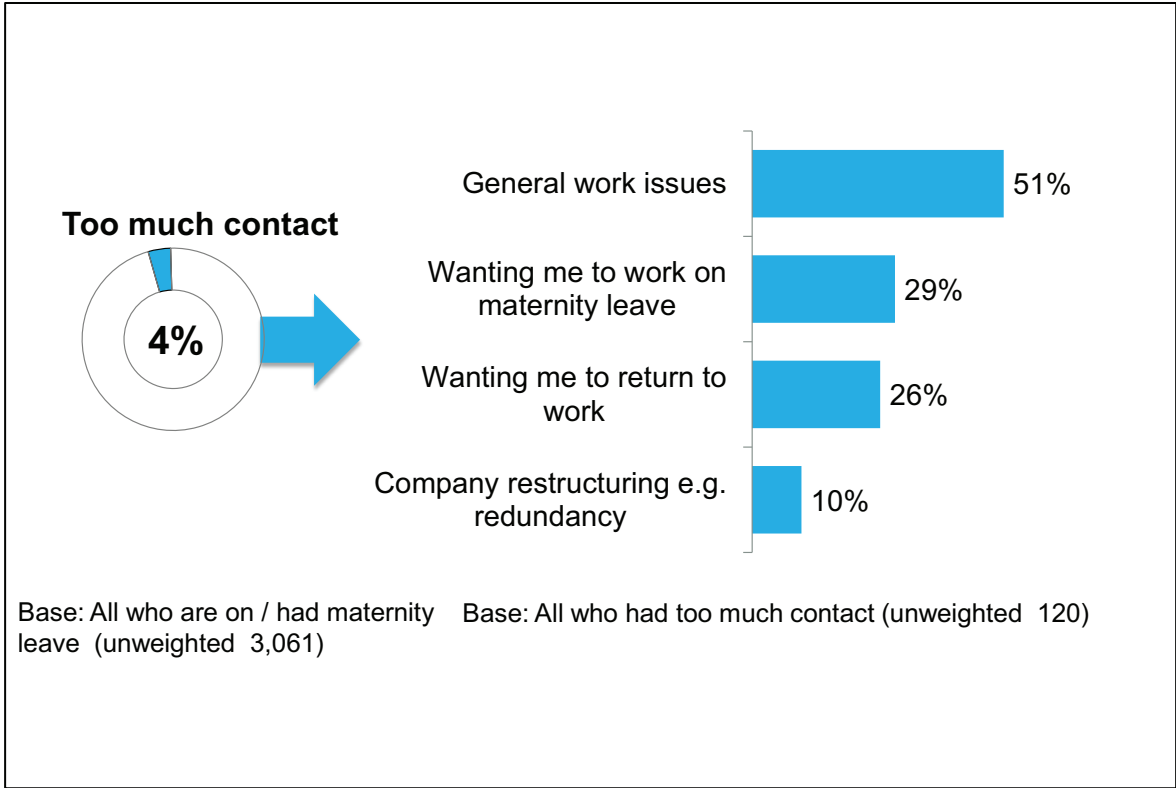 Too much contact
4%
General work issues
51%
Wanting me to work on
maternity leave
29%
Wanting me to return to
work
26%
Company restructuring e.g.
redundancy
10%
Base: All who are on / had maternity
leave (unweighted 3,061)
Base: All who had too much contact (unweighted 120)